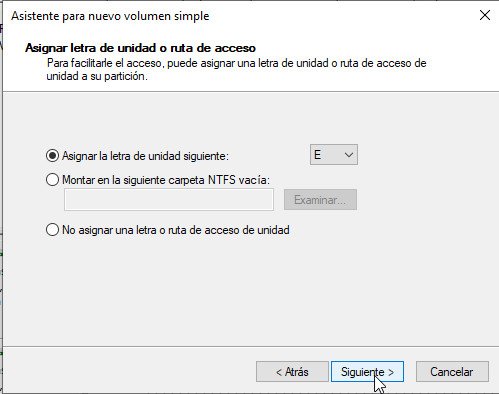 Asistente para nuevo volumen simple
Asignar letra de unidad o ruta de acceso
Para facilitarle el acceso, puede asignar una letra de unidad o ruta de acceso de
unidad a su partición.
Asignar la letra de unidad siguiente:
E
Montar en la siguiente carpeta NTFS vacía:
Examinar...
No asignar una letra o ruta de acceso de unidad
< Atrás
Siguiente >
Cancelar